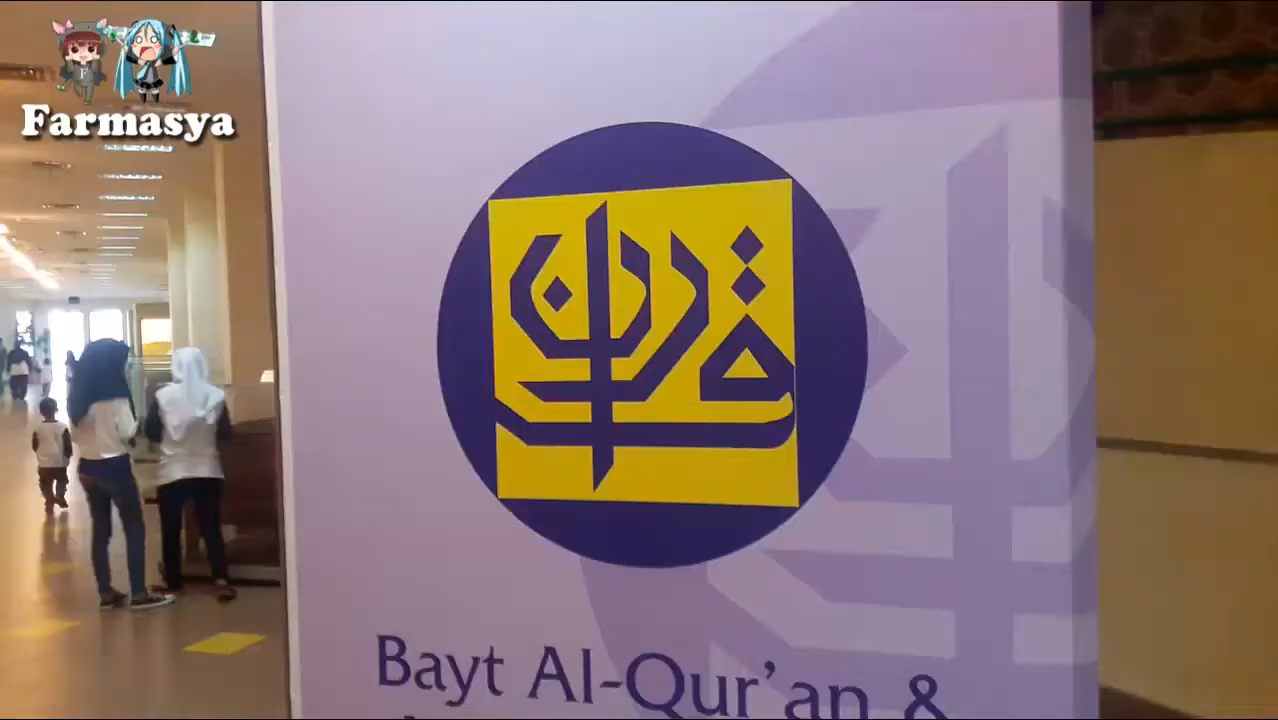 Farmasya
قرآن
Bayt Al-Qur'an &